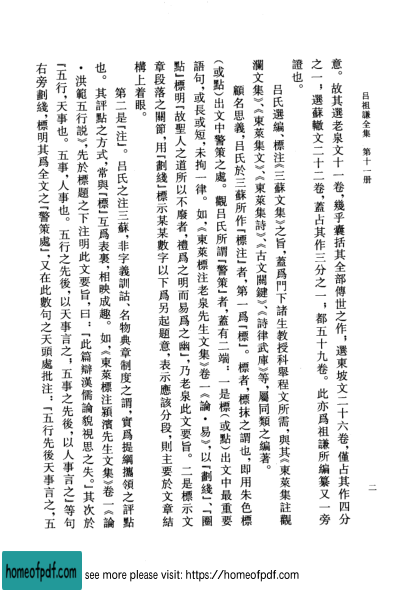 吕祖謙全集　第十一册
二
意。故其選老泉文十一卷，幾乎囊括其全部傳世之作；選東坡文二十六卷，僅占其作四分
之一；選蘇轍文二十二卷，蓋占其作三分之一；都五十九卷。此亦爲祖謙所編纂又一旁
證也。
吕氏選編、標注《三蘇文集》之旨，蓋爲門下諸生教授科舉程文所需，與其《東萊集註觀
瀾文集》、《東萊集文》、《東萊集詩》、《古文關鍵》、《詩律武庫》等，屬同類之編著。
顧名思義，吕氏於三蘇所作「標注」者，第一爲「標」。標者，標抹之謂也，即用朱色標
（或點）出文中警策之處。觀吕氏所謂「警策」者，蓋有二端：一是標（或點）出文中最重要
語句，或長或短，未拘一律。如，《東萊標注老泉先生文集》卷一《論·易》，以「劃綫」、「圈
點」標明「故聖人之道所以不廢者，禮爲之明而易爲之幽」，乃老泉此文要旨。二是標示文
章段落之關節，用「劃綫」標示某某數字以下爲另起題意，表示應該分段，則主要於文章結
構上着眼。
第二是「注」。吕氏之注三蘇，非字義訓詁、名物典章制度之謂，實爲提綱攜領之評點
也。其評點之方式，常與「標」互爲表裏，相映成趣。如，《東萊標注潁濱先生文集》卷一《論
·洪範五行説》，先於標題之下注明此文要旨，曰：「此篇辯漢儒論貌視思之失。」其次於
「五行，天事也。五事，人事也。五行之先後，以天事言之，五事之先後，以人事言之」等句
右旁劃綫，標明其爲全文之「警策處」，又在此數句之天頭處批注：「五行先後天事言之，五
homeofpdf.com
see more please visit: https://homeofpdf.com